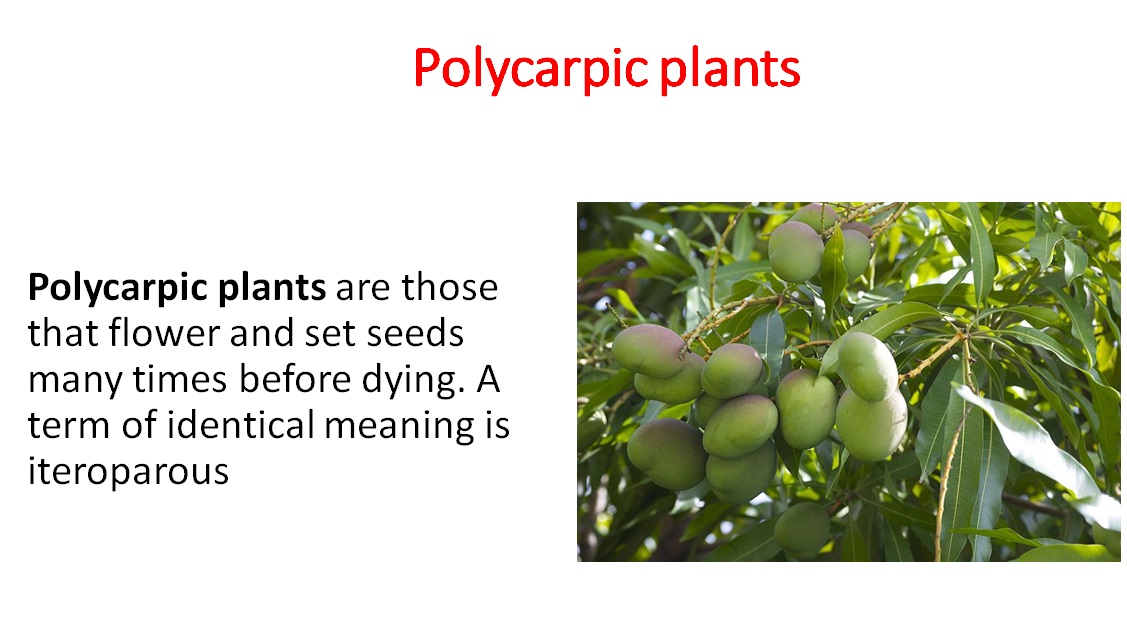 Polycarpic plants
Polycarpic plants are those
that flower and set seeds
many times before dying. A
term of identical meaning is
iteroparous